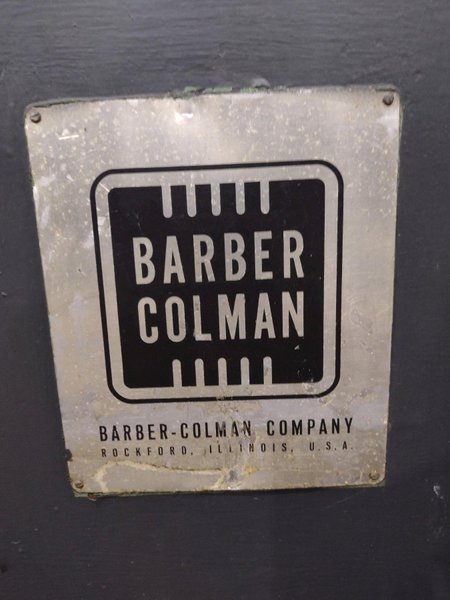 BARBER
COLMAN
BARBER-COLMAN COMPANY
ROCKFORD, ILLINOIS, U.S.A.